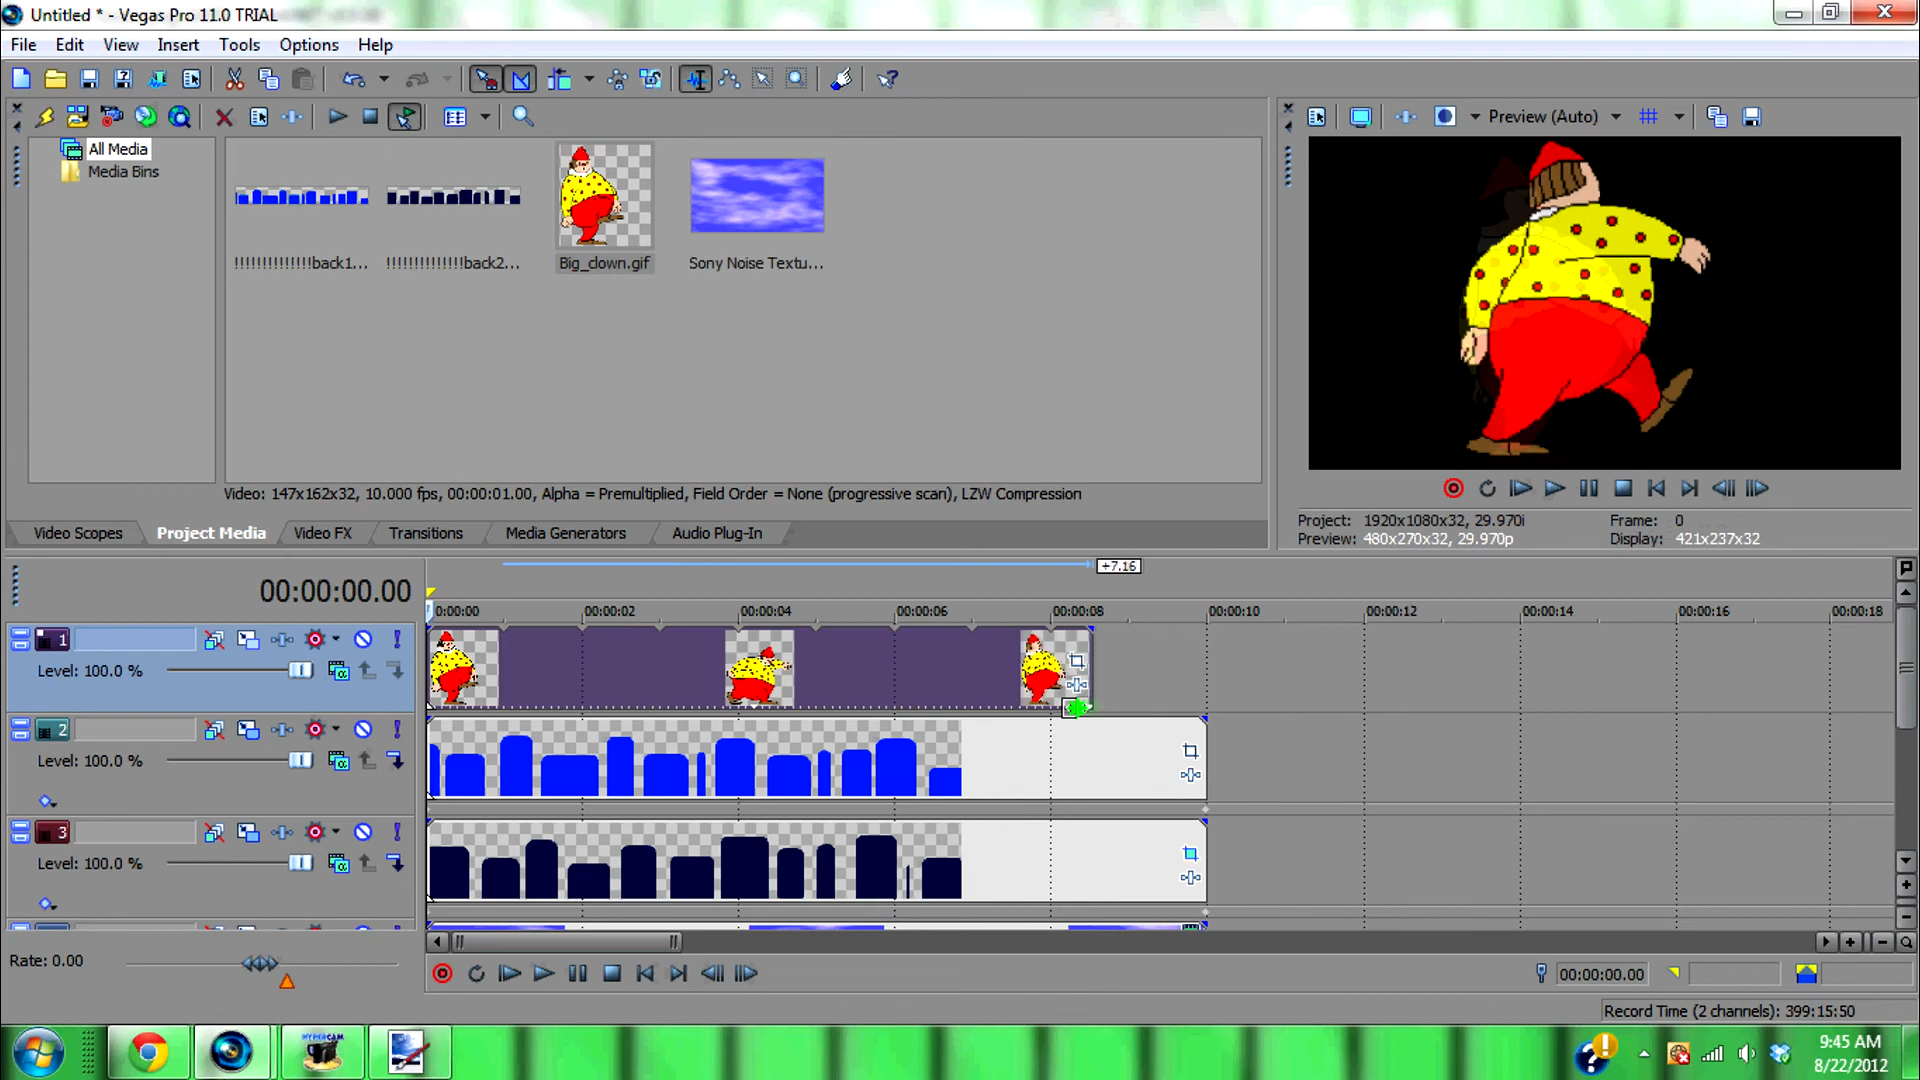 Untitled * - Vegas Pro 11.0 TRIAL
File Edit View Insert Tools Options Help
Preview (Auto)
All Media
Media Bins
!!!!!!!!!!!!!!!back1...
!!!!!!!!!!!!!!!back2...
Big_clown.gif
Sony Noise Textu...
Video: 147x162x32, 10.000 fps, 00:00:01.00, Alpha = Premultiplied, Field Order = None (progressive scan), LZW Compression
Video Scopes Project Media Video FX Transitions Media Generators Audio Plug-In
Project: 1920x1080x32, 29.970i Frame: 0
Preview: 480x270x32, 29.970p Display: 421x237x32
+7.16
00:00:00.00
0:00:00 00:00:02 00:00:04 00:00:06 00:00:08 00:00:10 00:00:12 00:00:14 00:00:16 00:00:18
1
Level: 100.0 %
2
Level: 100.0 %
3
Level: 100.0 %
Rate: 0.00
00:00:00.00
Record Time (2 channels): 399:15:50
HYPERCAM
9:45 AM
8/22/2012